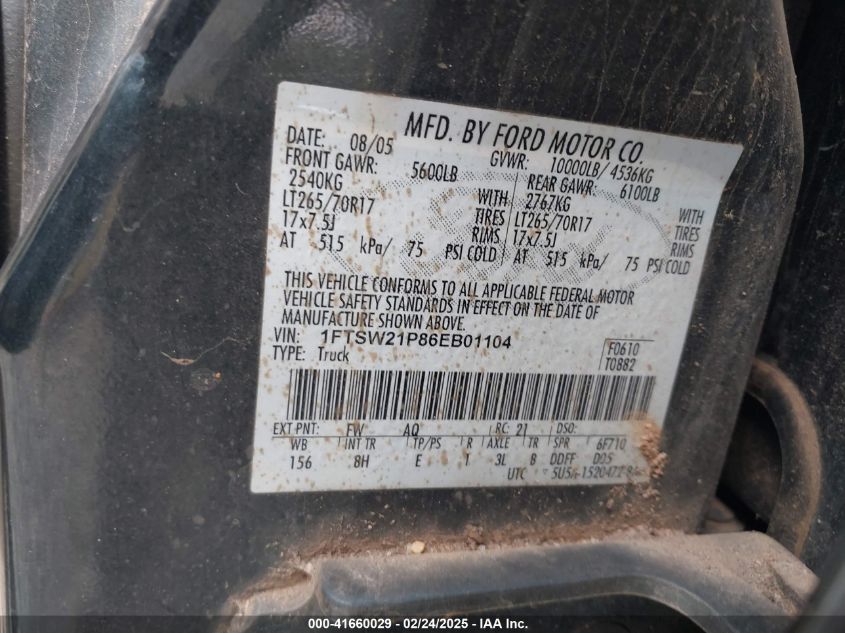 MFD. BY FORD MOTOR CO.
DATE: 08/05 GVWR: 10000LB/ 4536KG
FRONT GAWR: 5600LB REAR GAWR: 6100LB
2540KG WITH 2767KG WITH
LT265/70R17 TIRES LT265/70R17 TIRES
17x7.5J RIMS 17x7.5J RIMS
AT 515 kPa/ 75 PSI COLD AT 515 kPa/ 75 PSI COLD
THIS VEHICLE CONFORMS TO ALL APPLICABLE FEDERAL MOTOR
VEHICLE SAFETY STANDARDS IN EFFECT ON THE DATE OF
MANUFACTURE SHOWN ABOVE.
VIN: 1FTSW21P86EB01104
TYPE: Truck
F0610
T0882
EXT PNT: FW AQ RC: 21 DSO:
WB INT TR TP/PS R AXLE TR SPR 6F710
156 8H E 1 3L B DDFF D05
UTC
000-41660029 - 02/24/2025 - IAA Inc.